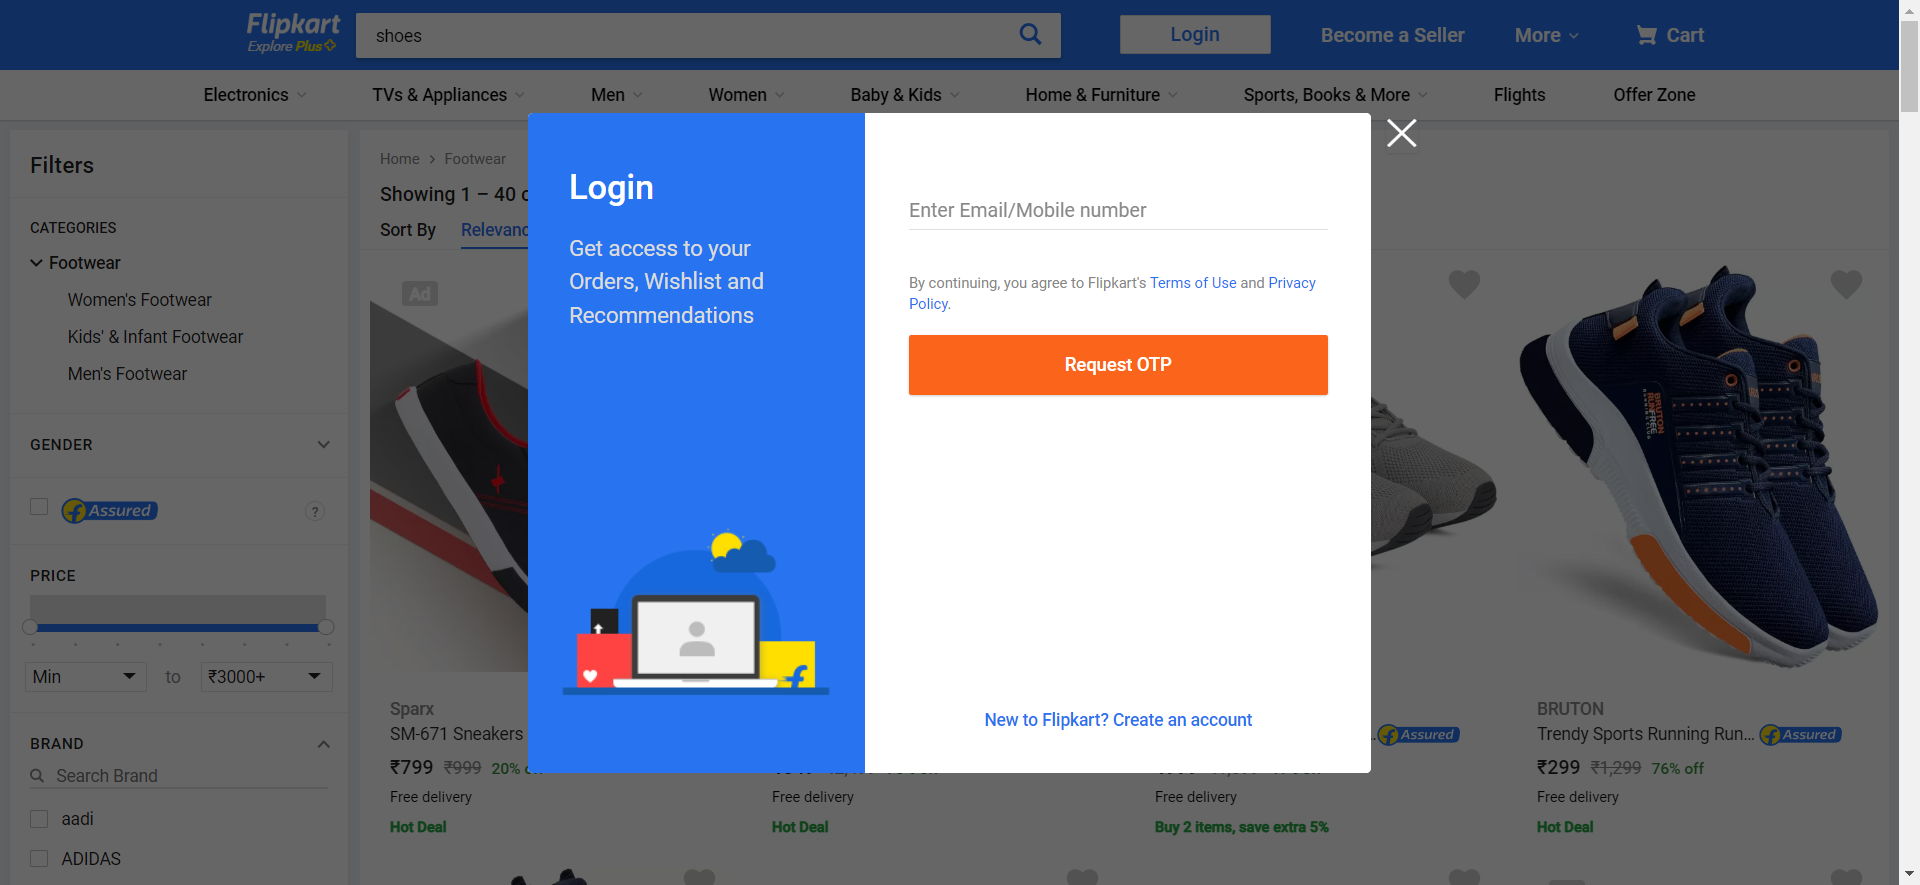 Flipkart
Explore Plus
shoes
Login
Become a Seller
More
Cart
Electronics
TVs & Appliances
Men
Women
Baby & Kids
Home & Furniture
Sports, Books & More
Flights
Offer Zone
Filters
CATEGORIES
Footwear
Women's Footwear
Kids' & Infant Footwear
Men's Footwear
GENDER
Assured
?
PRICE
Min
to
₹3000+
BRAND
Search Brand
aadi
ADIDAS
Home
Footwear
Showing 1 – 40
Sort By
Ad
Login
Get access to your
Orders, Wishlist and
Recommendations
Enter Email/Mobile number
By continuing, you agree to Flipkart's Terms of Use and Privacy
Policy.
Request OTP
New to Flipkart? Create an account
Sparx
SM-671 Sneakers
₹799 ₹999 20%
Free delivery
Hot Deal
Free delivery
Hot Deal
Assured
Free delivery
Buy 2 items, save extra 5%
BRUTON
Trendy Sports Running Run... Assured
₹299 ₹1,299 76% off
Free delivery
Hot Deal